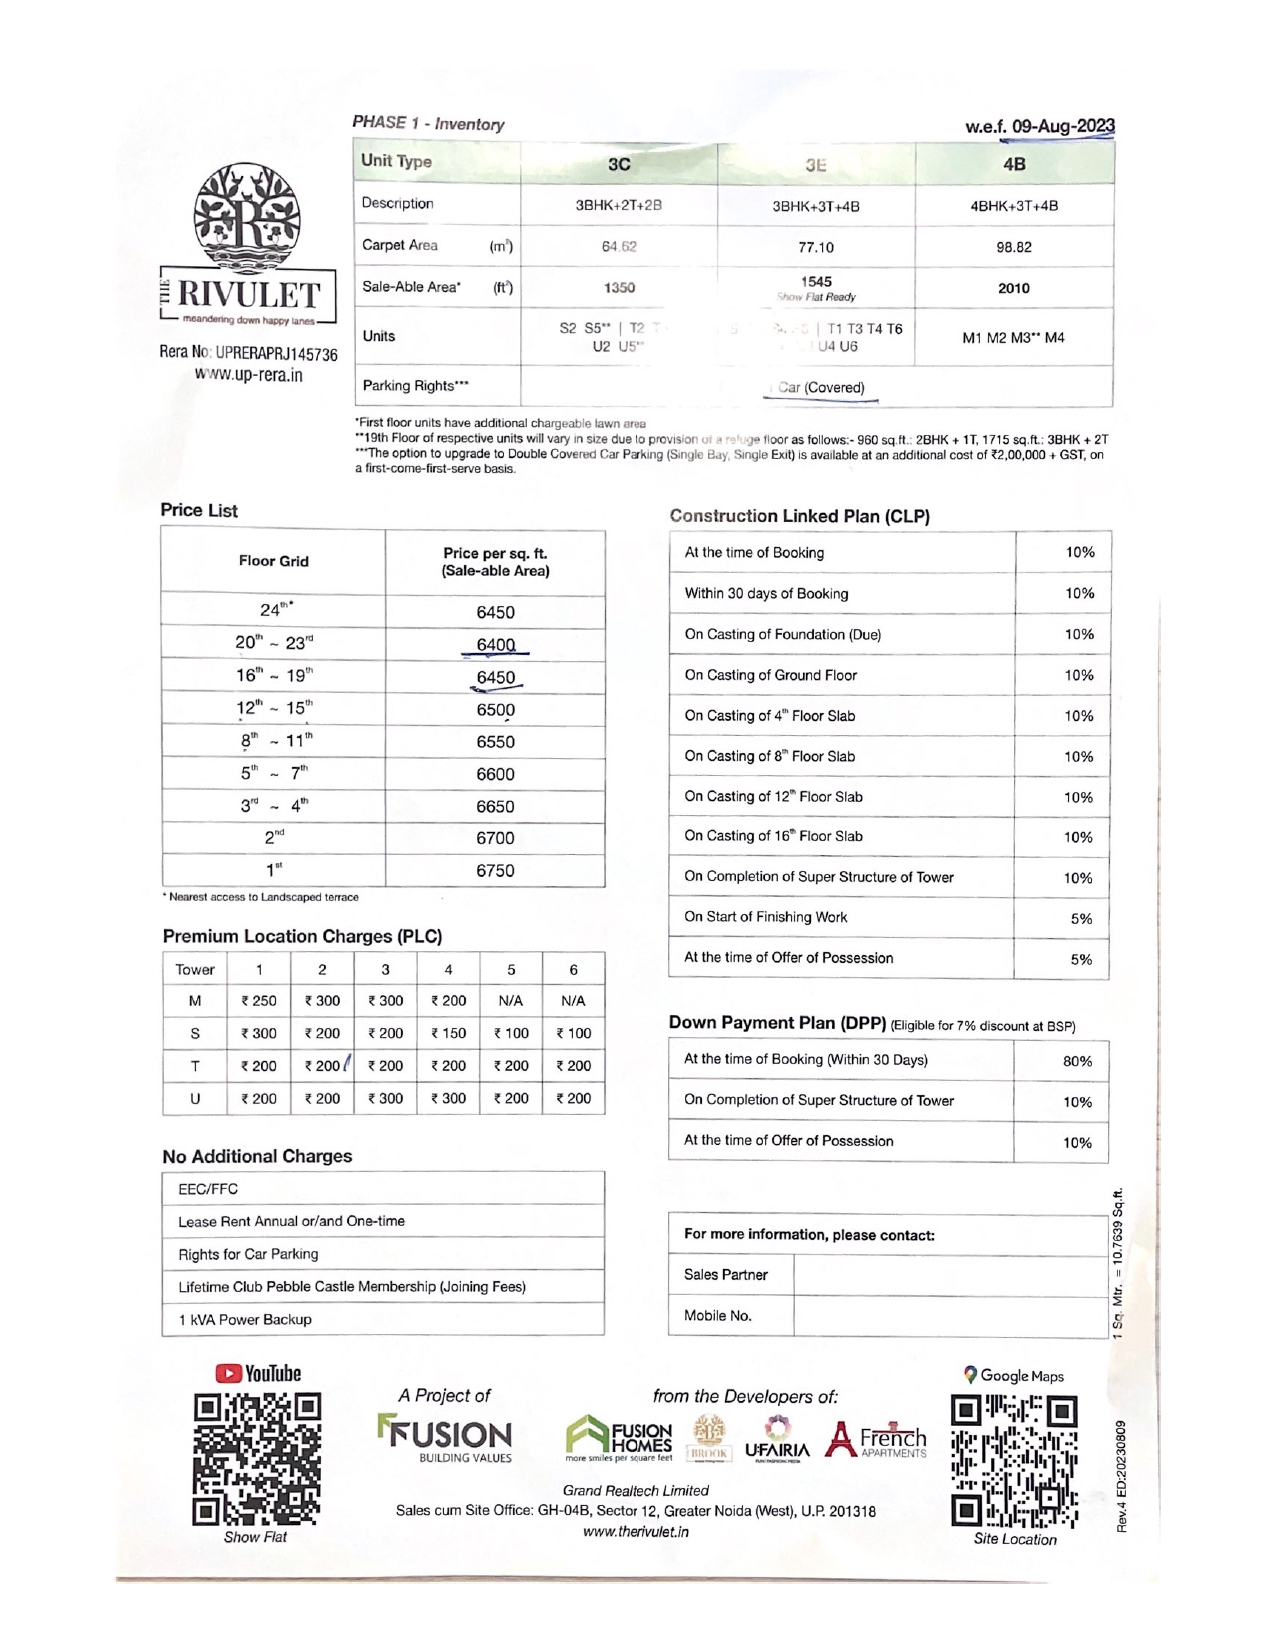 PHASE 1 - Inventory
w.e.f. 09-Aug-2023
Unit Type 3C 3E 4B
Description 3BHK+2T+2B 3BHK+3T+4B 4BHK+3T+4B
Carpet Area (m²) 64.62 77.10 98.82
Sale-Able Area* (ft²) 1350 1545 2010
Show Flat Ready
Units S2 S5** | T2 | T1 T3 T4 T6 M1 M2 M3** M4
U2 U5** U4 U6
Parking Rights*** Car (Covered)
THE RIVULET
meandering down happy lanes
Rera No: UPRERAPRJ145736
www.up-rera.in
*First floor units have additional chargeable lawn area
**19th Floor of respective units will vary in size due to provision of a refuge floor as follows:- 960 sq.ft.: 2BHK + 1T, 1715 sq.ft.: 3BHK + 2T
***The option to upgrade to Double Covered Car Parking (Single Bay, Single Exit) is available at an additional cost of ₹2,00,000 + GST, on
a first-come-first-serve basis.
Price List
Floor Grid Price per sq. ft. (Sale-able Area)
24th* 6450
20th ~ 23rd 6400
16th ~ 19th 6450
12th ~ 15th 6500
8th ~ 11th 6550
5th ~ 7th 6600
3rd ~ 4th 6650
2nd 6700
1st 6750
* Nearest access to Landscaped terrace
Premium Location Charges (PLC)
Tower 1 2 3 4 5 6
M ₹ 250 ₹ 300 ₹ 300 ₹ 200 N/A N/A
S ₹ 300 ₹ 200 ₹ 200 ₹ 150 ₹ 100 ₹ 100
T ₹ 200 ₹ 200 ₹ 200 ₹ 200 ₹ 200 ₹ 200
U ₹ 200 ₹ 200 ₹ 300 ₹ 300 ₹ 200 ₹ 200
No Additional Charges
EEC/FFC
Lease Rent Annual or/and One-time
Rights for Car Parking
Lifetime Club Pebble Castle Membership (Joining Fees)
1 kVA Power Backup
Construction Linked Plan (CLP)
At the time of Booking 10%
Within 30 days of Booking 10%
On Casting of Foundation (Due) 10%
On Casting of Ground Floor 10%
On Casting of 4th Floor Slab 10%
On Casting of 8th Floor Slab 10%
On Casting of 12th Floor Slab 10%
On Casting of 16th Floor Slab 10%
On Completion of Super Structure of Tower 10%
On Start of Finishing Work 5%
At the time of Offer of Possession 5%
Down Payment Plan (DPP) (Eligible for 7% discount at BSP)
At the time of Booking (Within 30 Days) 80%
On Completion of Super Structure of Tower 10%
At the time of Offer of Possession 10%
For more information, please contact:
Sales Partner
Mobile No.
1 Sq. Mtr. = 10.7639 Sq.ft.
YouTube
Show Flat
A Project of
FUSION
BUILDING VALUES
from the Developers of:
FUSION HOMES
more smiles per square feet
BROOK
UFAIRIA
French
APARTMENTS
Grand Realtech Limited
Sales cum Site Office: GH-04B, Sector 12, Greater Noida (West), U.P. 201318
www.therivulet.in
Google Maps
Site Location
Rev.4 ED:20230809